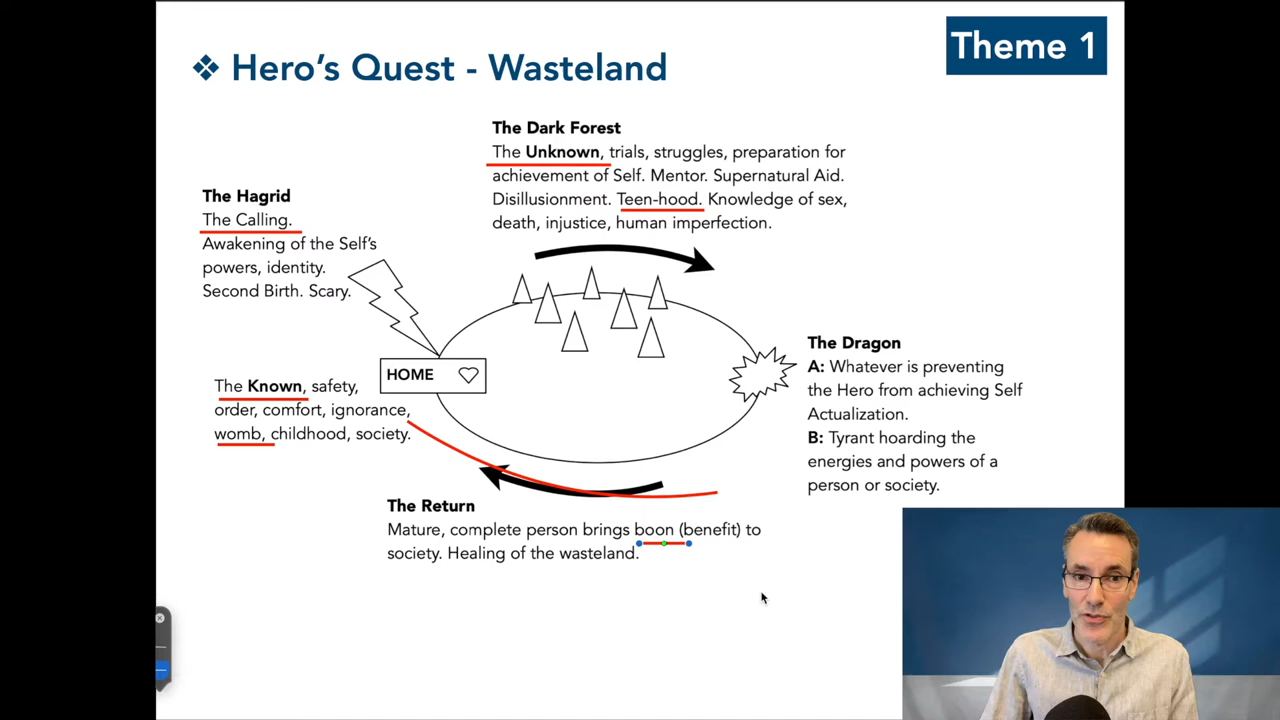 Theme 1
❖ Hero's Quest - Wasteland
The Dark Forest
The Unknown, trials, struggles, preparation for
achievement of Self. Mentor. Supernatural Aid.
Disillusionment. Teen-hood. Knowledge of sex,
death, injustice, human imperfection.
The Hagrid
The Calling.
Awakening of the Self's
powers, identity.
Second Birth. Scary.
HOME
The Known, safety,
order, comfort, ignorance,
womb, childhood, society.
The Dragon
A: Whatever is preventing
the Hero from achieving Self
Actualization.
B: Tyrant hoarding the
energies and powers of a
person or society.
The Return
Mature, complete person brings boon (benefit) to
society. Healing of the wasteland.